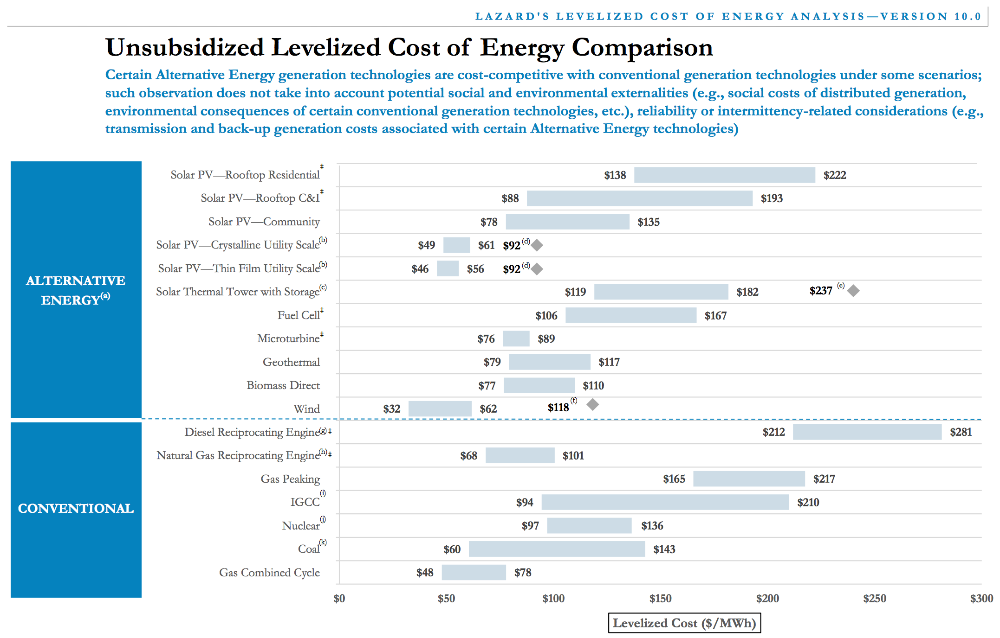 LAZARD'S LEVELIZED COST OF ENERGY ANALYSIS—VERSION 10.0
Unsubsidized Levelized Cost of Energy Comparison
Certain Alternative Energy generation technologies are cost-competitive with conventional generation technologies under some scenarios;
such observation does not take into account potential social and environmental externalities (e.g., social costs of distributed generation,
environmental consequences of certain conventional generation technologies, etc.), reliability or intermittency-related considerations (e.g.,
transmission and back-up generation costs associated with certain Alternative Energy technologies)
ALTERNATIVE
ENERGY(a)
Solar PV—Rooftop Residential‡ $138 $222
Solar PV—Rooftop C&I‡ $88 $193
Solar PV—Community $78 $135
Solar PV—Crystalline Utility Scale(b) $49 $61 $92(d)
Solar PV—Thin Film Utility Scale(b) $46 $56 $92(d)
Solar Thermal Tower with Storage(c) $119 $182 $237(e)
Fuel Cell‡ $106 $167
Microturbine‡ $76 $89
Geothermal $79 $117
Biomass Direct $77 $110
Wind $32 $62 $118(f)
CONVENTIONAL
Diesel Reciprocating Engine(g)‡ $212 $281
Natural Gas Reciprocating Engine(h)‡ $68 $101
Gas Peaking $165 $217
IGCC(i) $94 $210
Nuclear(j) $97 $136
Coal(k) $60 $143
Gas Combined Cycle $48 $78
$0 $50 $100 $150 $200 $250 $300
Levelized Cost ($/MWh)